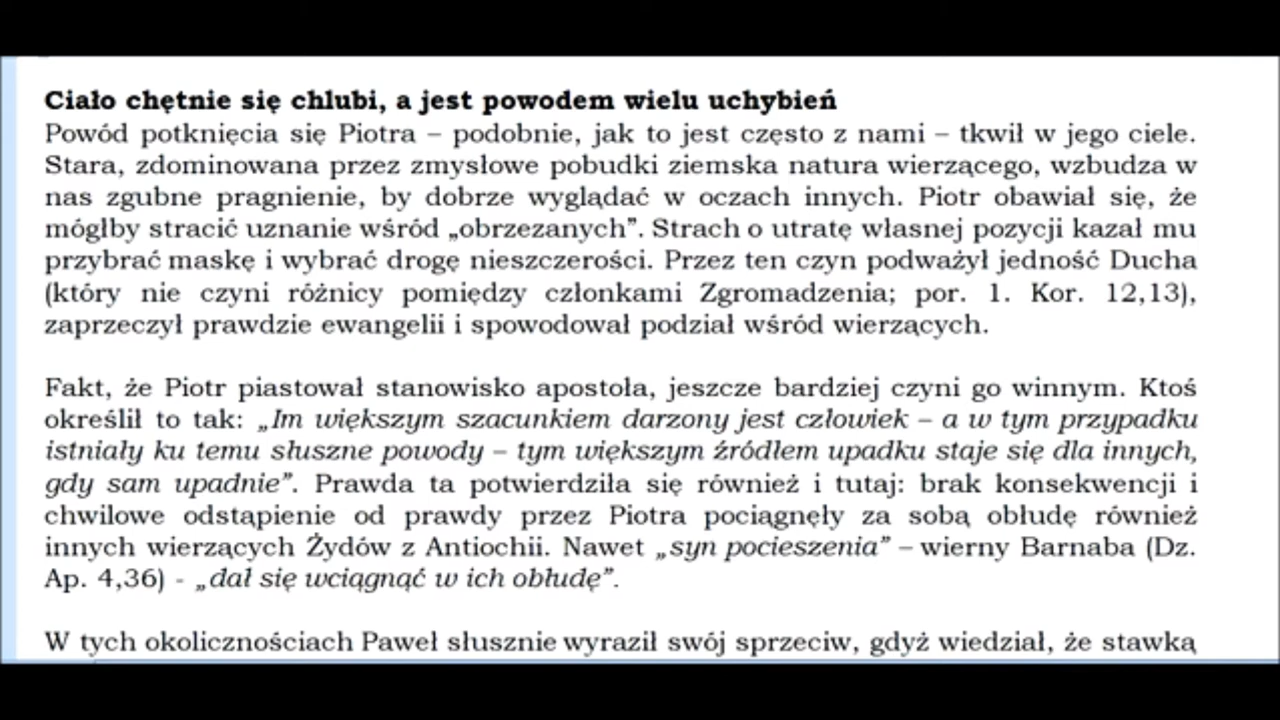 Ciało chętnie się chlubi, a jest powodem wielu uchybień
Powód potknięcia się Piotra – podobnie, jak to jest często z nami – tkwił w jego ciele.
Stara, zdominowana przez zmysłowe pobudki ziemska natura wierzącego, wzbudza w
nas zgubne pragnienie, by dobrze wyglądać w oczach innych. Piotr obawiał się, że
mógłby stracić uznanie wśród „obrzezanych”. Strach o utratę własnej pozycji kazał mu
przybrać maskę i wybrać drogę nieszczerości. Przez ten czyn podważył jedność Ducha
(który nie czyni różnicy pomiędzy członkami Zgromadzenia; por. 1. Kor. 12,13),
zaprzeczył prawdzie ewangelii i spowodował podział wśród wierzących.
Fakt, że Piotr piastował stanowisko apostoła, jeszcze bardziej czyni go winnym. Ktoś
określił to tak: „Im większym szacunkiem darzony jest człowiek – a w tym przypadku
istniały ku temu słuszne powody – tym większym źródłem upadku staje się dla innych,
gdy sam upadnie”. Prawda ta potwierdziła się również i tutaj: brak konsekwencji i
chwilowe odstąpienie od prawdy przez Piotra pociągnęły za sobą obłudę również
innych wierzących Żydów z Antiochii. Nawet „syn pocieszenia” – wierny Barnaba (Dz.
Ap. 4,36) - „dał się wciągnąć w ich obłudę”.
W tych okolicznościach Paweł słusznie wyraził swój sprzeciw, gdyż wiedział, że stawką